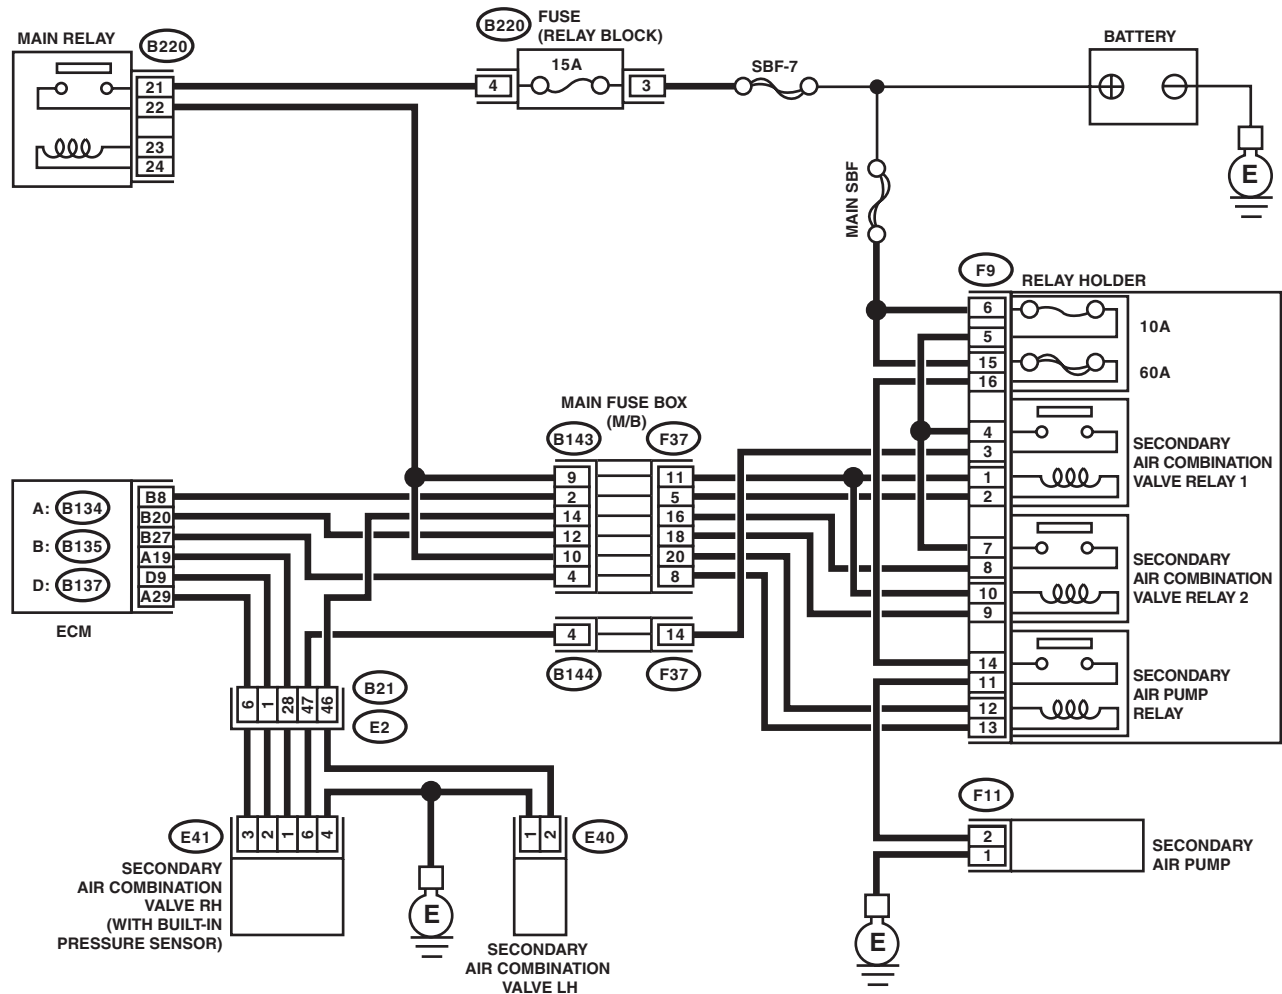 MAIN RELAY
B220
21
22
23
24
B220
FUSE
(RELAY BLOCK)
15A
4
3
SBF-7
BATTERY
E
MAIN SBF
F9
RELAY HOLDER
6
5
15
16
4
3
1
2
7
8
10
9
14
11
12
13
10A
60A
SECONDARY
AIR COMBINATION
VALVE RELAY 1
SECONDARY
AIR COMBINATION
VALVE RELAY 2
SECONDARY
AIR PUMP
RELAY
MAIN FUSE BOX
(M/B)
B143
F37
9
2
14
12
10
4
11
5
16
18
20
8
4
14
B144
F37
A: B134
B: B135
D: B137
B8
B20
B27
A19
D9
A29
ECM
6
1
28
47
46
B21
E2
E41
3
2
1
6
4
SECONDARY
AIR COMBINATION
VALVE RH
(WITH BUILT-IN
PRESSURE SENSOR)
E
1
2
E40
SECONDARY
AIR COMBINATION
VALVE LH
F11
2
1
SECONDARY
AIR PUMP
E